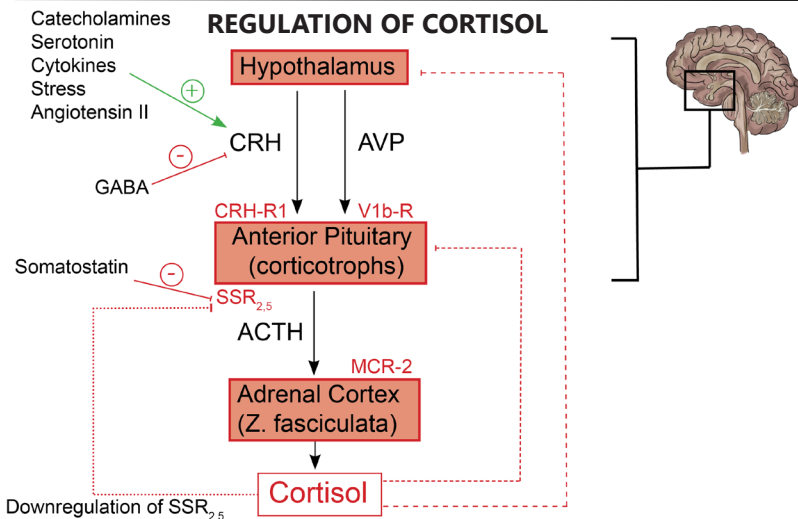 REGULATION OF CORTISOL
Catecholamines
Serotonin
Cytokines
Stress
Angiotensin II
+
Hypothalamus
CRH
AVP
-
GABA
CRH-R1
V1b-R
Anterior Pituitary
(corticotrophs)
Somatostatin
-
SSR2,5
ACTH
MCR-2
Adrenal Cortex
(Z. fasciculata)
Cortisol
Downregulation of SSR2,5